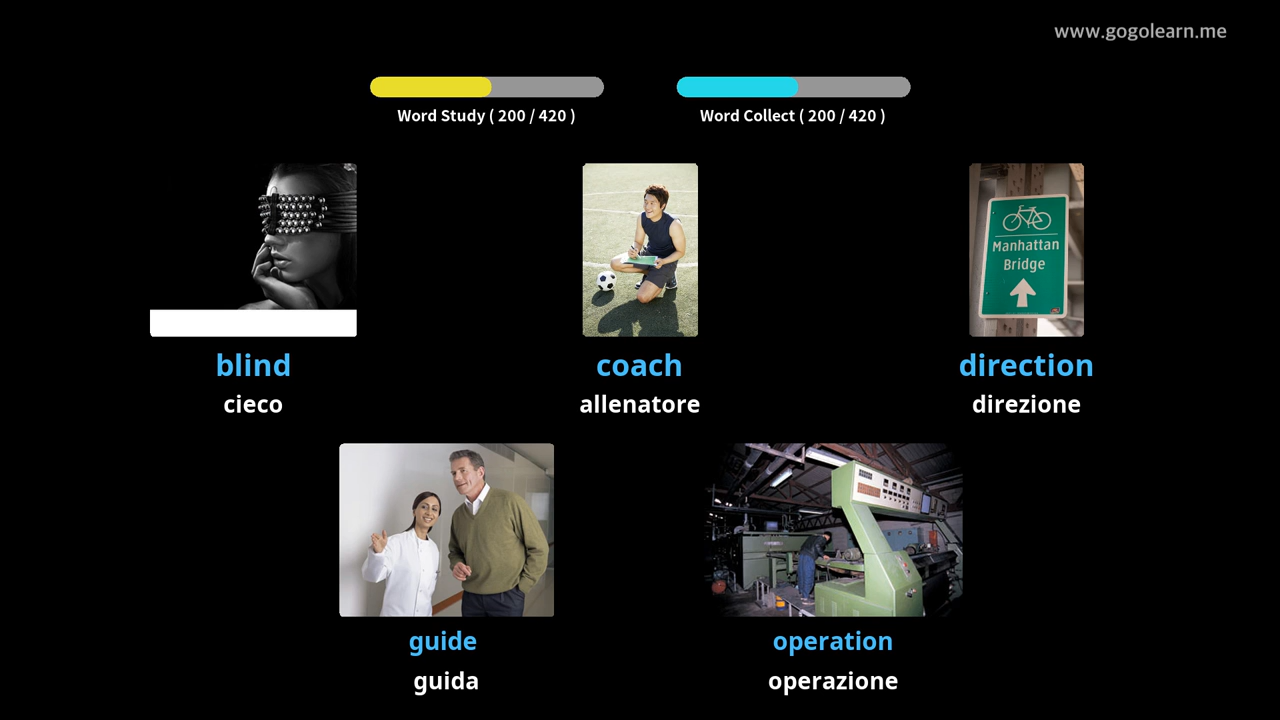 www.gogolearn.me
Word Study ( 200 / 420 )
Word Collect ( 200 / 420 )
Manhattan
Bridge
blind
cieco
coach
allenatore
direction
direzione
guide
guida
operation
operazione